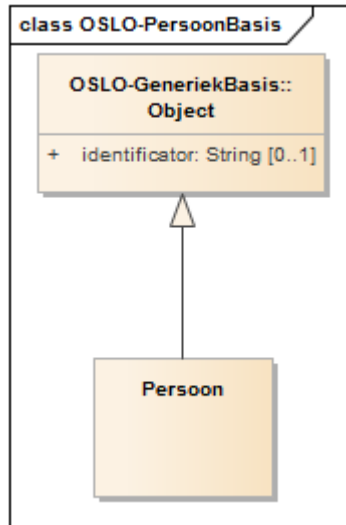 class OSLO-PersoonBasis
OSLO-GeneriekBasis::
Object
+ identificator: String [0..1]
Persoon